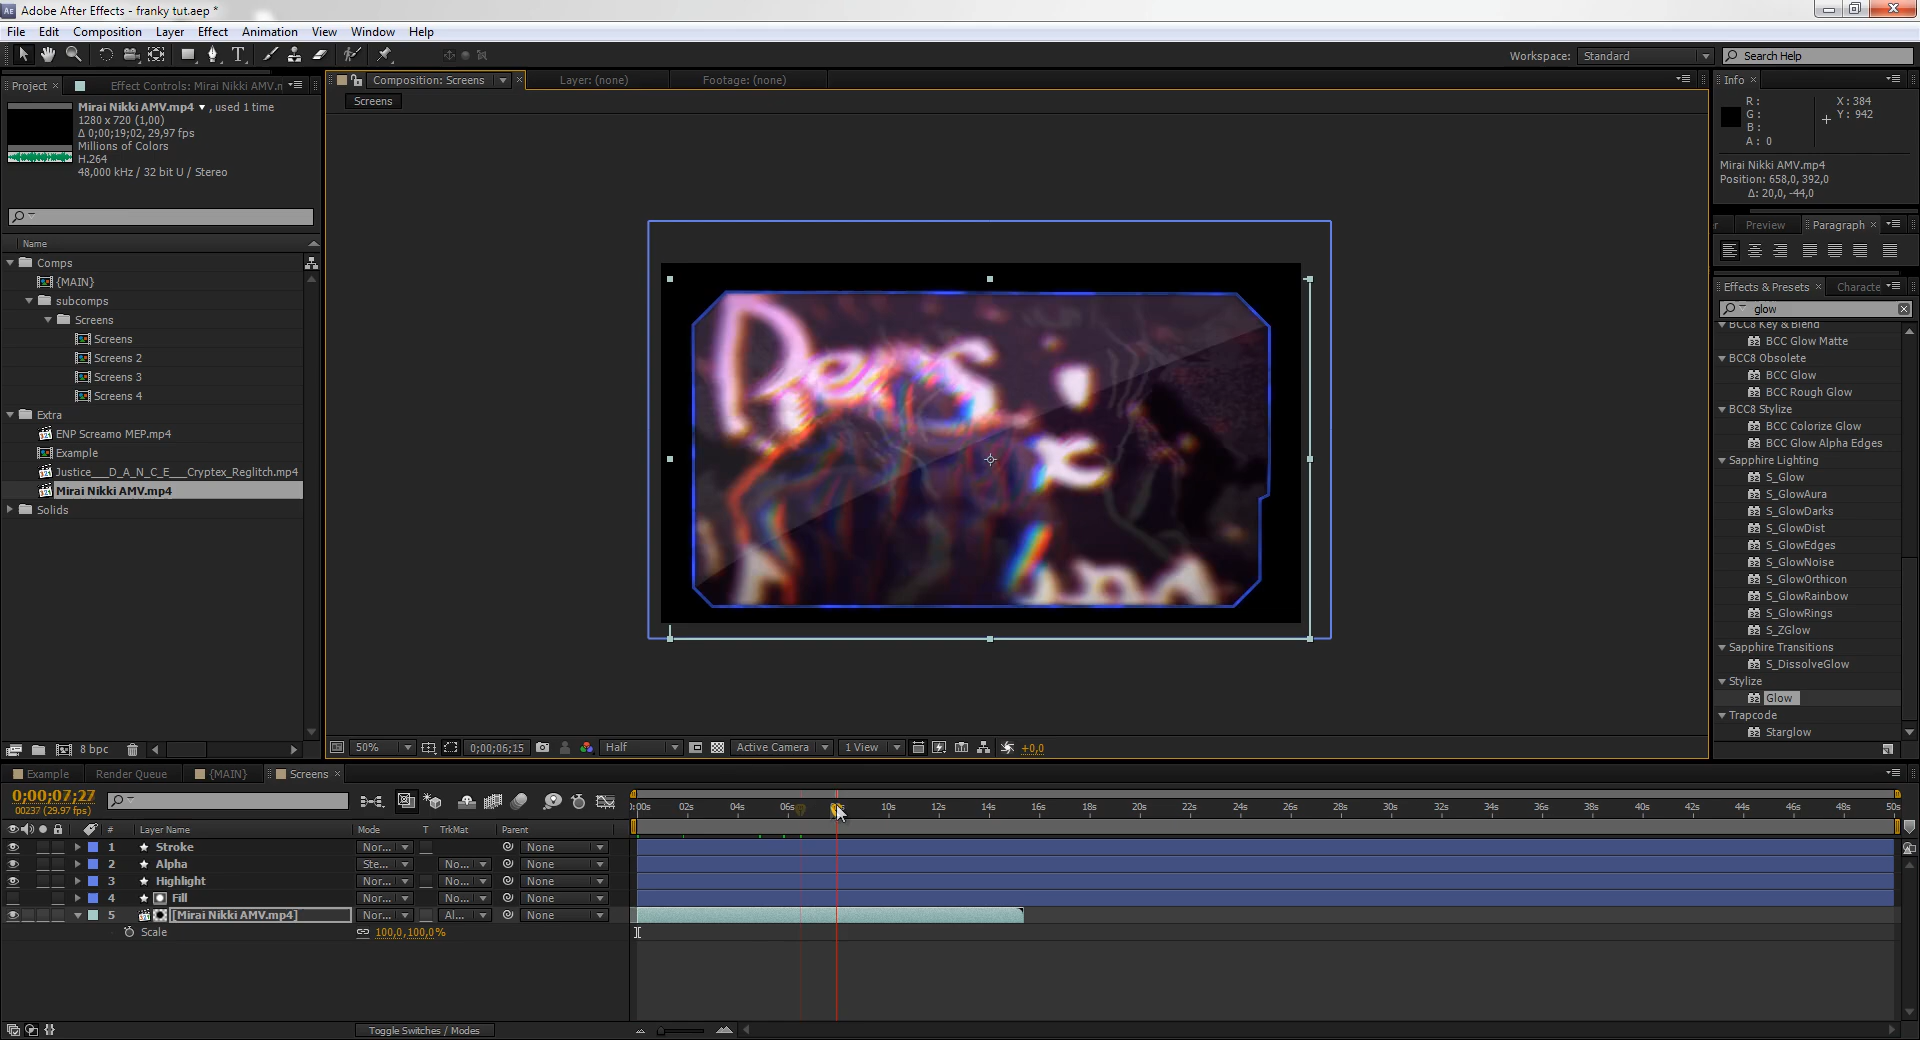 Adobe After Effects - franky tut.aep *
File Edit Composition Layer Effect Animation View Window Help
Workspace: Standard Search Help
Project Effect Controls: Mirai Nikki AMV.n
Mirai Nikki AMV.mp4 , used 1 time
1280 x 720 (1,00)
Δ 0;00;19;02, 29,97 fps
Millions of Colors
H.264
48,000 kHz / 32 bit U / Stereo
Name
Comps
{MAIN}
subcomps
Screens
Screens
Screens 2
Screens 3
Screens 4
Extra
ENP Screamo MEP.mp4
Example
Justice___D_A_N_C_E___Cryptex_Reglitch.mp4
Mirai Nikki AMV.mp4
Solids
8 bpc
Composition: Screens Layer: (none) Footage: (none)
Screens
50% 0;00;06;15 Half Active Camera 1 View +0,0
Info
R: X: 384
G: Y: 942
B:
A: 0
Mirai Nikki AMV.mp4
Position: 658,0, 392,0
Δ: 20,0, -44,0
Preview Paragraph
Effects & Presets Characte
glow
BCC8 Key & Blend
BCC Glow Matte
BCC8 Obsolete
BCC Glow
BCC Rough Glow
BCC8 Stylize
BCC Colorize Glow
BCC Glow Alpha Edges
Sapphire Lighting
S_Glow
S_GlowAura
S_GlowDarks
S_GlowDist
S_GlowEdges
S_GlowNoise
S_GlowOrthicon
S_GlowRainbow
S_GlowRings
S_ZGlow
Sapphire Transitions
S_DissolveGlow
Stylize
Glow
Trapcode
Starglow
Example Render Queue {MAIN} Screens
0;00;07;27
00237 (29.97 fps)
0:00s 02s 04s 06s 10s 12s 14s 16s 18s 20s 22s 24s 26s 28s 30s 32s 34s 36s 38s 40s 42s 44s 46s 48s 50s
# Layer Name Mode T TrkMat Parent
1 Stroke Nor... None
2 Alpha Ste... No... None
3 Highlight Nor... No... None
4 Fill Nor... No... None
5 [Mirai Nikki AMV.mp4] Nor... Al... None
Scale 100,0,100,0%
Toggle Switches / Modes